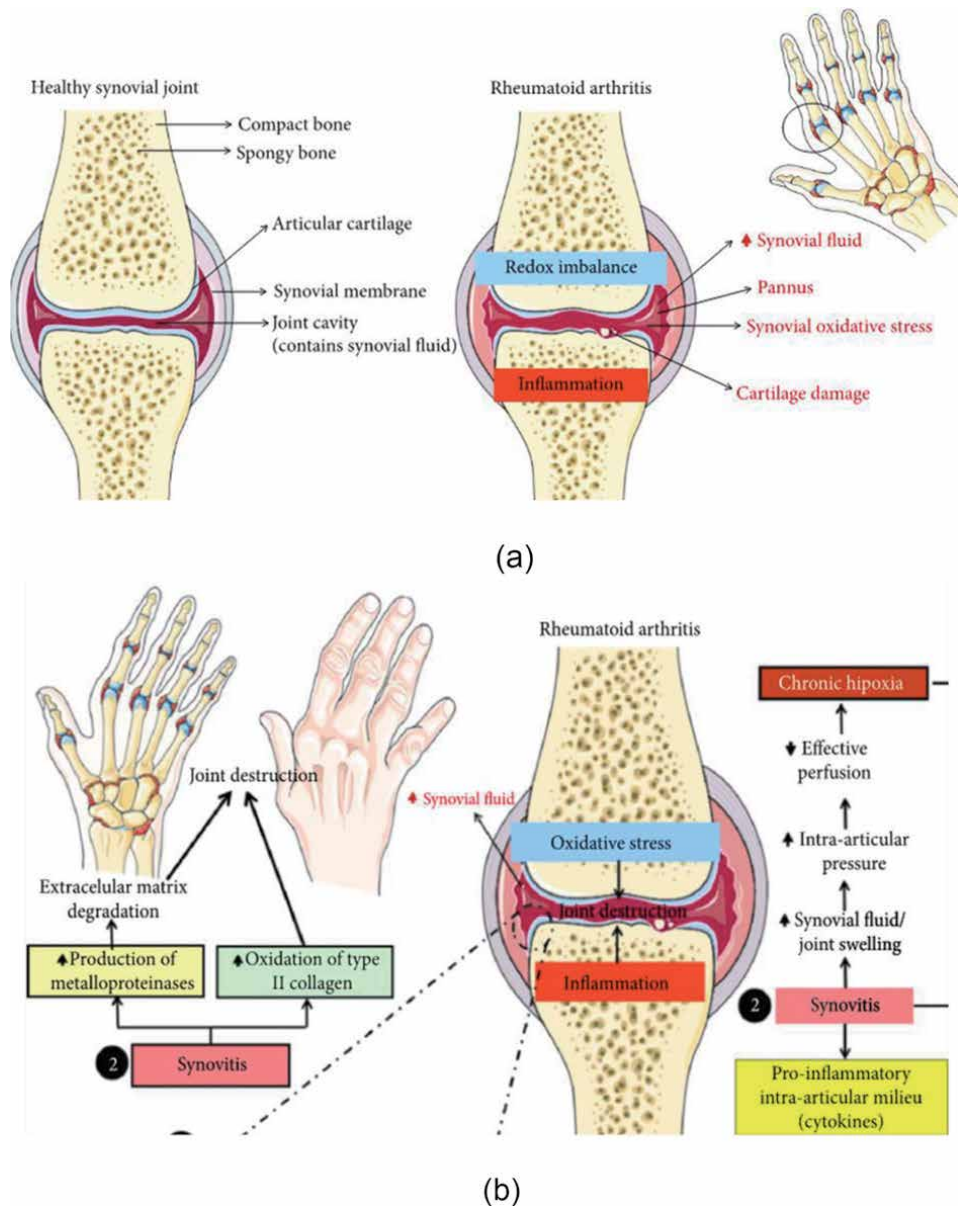 Healthy synovial joint
Compact bone
Spongy bone
Articular cartilage
Synovial membrane
Joint cavity
(contains synovial fluid)
Rheumatoid arthritis
Redox imbalance
Inflammation
Synovial fluid
Pannus
Synovial oxidative stress
Cartilage damage
(a)
Joint destruction
Extracelular matrix
degradation
Production of
metalloproteinases
Oxidation of type
II collagen
2
Synovitis
Rheumatoid arthritis
Synovial fluid
Oxidative stress
Joint destruction
Inflammation
Chronic hipoxia
Effective
perfusion
Intra-articular
pressure
Synovial fluid/
joint swelling
2
Synovitis
Pro-inflammatory
intra-articular milieu
(cytokines)
(b)